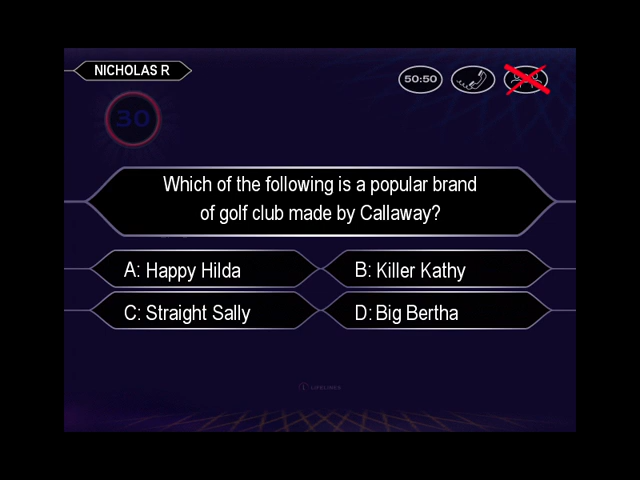 NICHOLAS R
50:50
30
Which of the following is a popular brand
of golf club made by Callaway?
A: Happy Hilda
B: Killer Kathy
C: Straight Sally
D: Big Bertha
LIFELINES